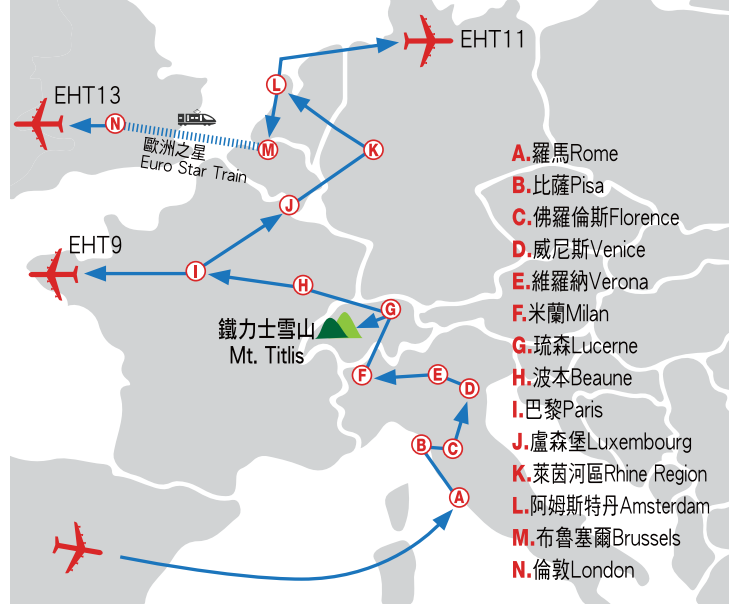 EHT11
L
EHT13
N
歐洲之星
Euro Star Train
M
K
J
EHT9
I
H
G
鐵力士雪山
Mt. Titlis
F
E
D
B
C
A
A.羅馬Rome
B.比薩Pisa
C.佛羅倫斯Florence
D.威尼斯Venice
E.維羅納Verona
F.米蘭Milan
G.琉森Lucerne
H.波本Beaune
I.巴黎Paris
J.盧森堡Luxembourg
K.萊茵河區Rhine Region
L.阿姆斯特丹Amsterdam
M.布魯塞爾Brussels
N.倫敦London